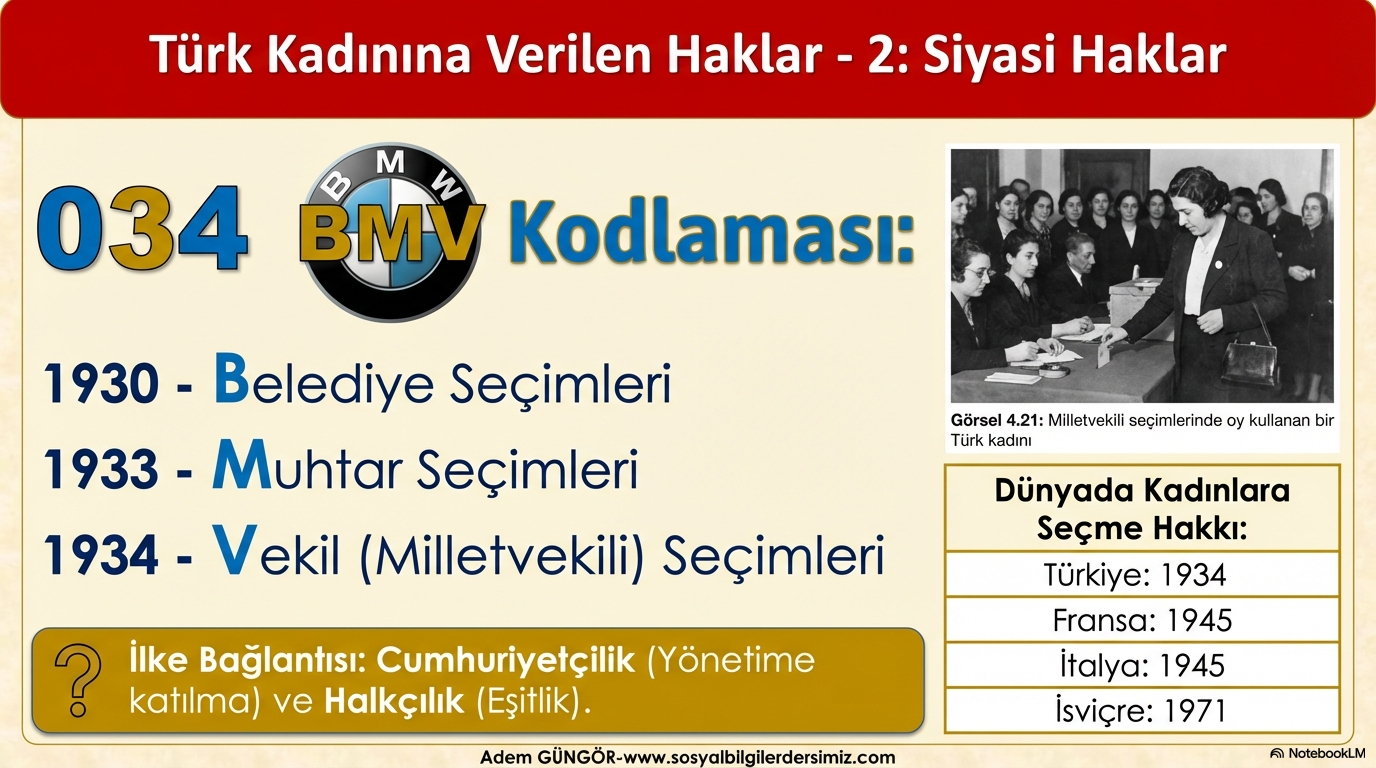 Türk Kadınına Verilen Haklar - 2: Siyasi Haklar
034
BMW
BMV
Kodlaması:
1930 - Belediye Seçimleri
1933 - Muhtar Seçimleri
1934 - Vekil (Milletvekili) Seçimleri
?
İlke Bağlantısı: Cumhuriyetçilik (Yönetime
katılma) ve Halkçılık (Eşitlik).
Görsel 4.21: Milletvekili seçimlerinde oy kullanan bir
Türk kadını
Dünyada Kadınlara
Seçme Hakkı:
Türkiye: 1934
Fransa: 1945
İtalya: 1945
İsviçre: 1971
Adem GÜNGÖR-www.sosyalbilgilerdersimiz.com
NotebookLM